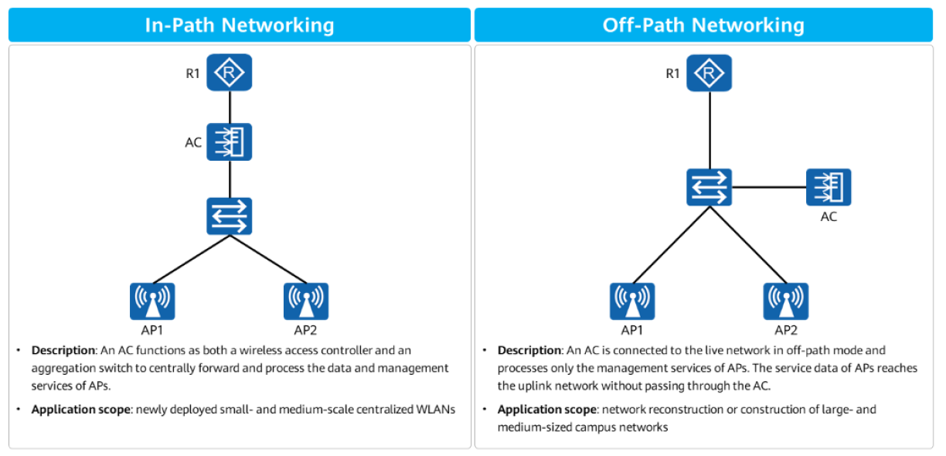 In-Path Networking
R1
R
AC
AP1
AP2
• Description: An AC functions as both a wireless access controller and an
aggregation switch to centrally forward and process the data and management
services of APs.
• Application scope: newly deployed small- and medium-scale centralized WLANs
Off-Path Networking
R1
R
AC
AP1
AP2
• Description: An AC is connected to the live network in off-path mode and
processes only the management services of APs. The service data of APs reaches
the uplink network without passing through the AC.
• Application scope: network reconstruction or construction of large- and
medium-sized campus networks